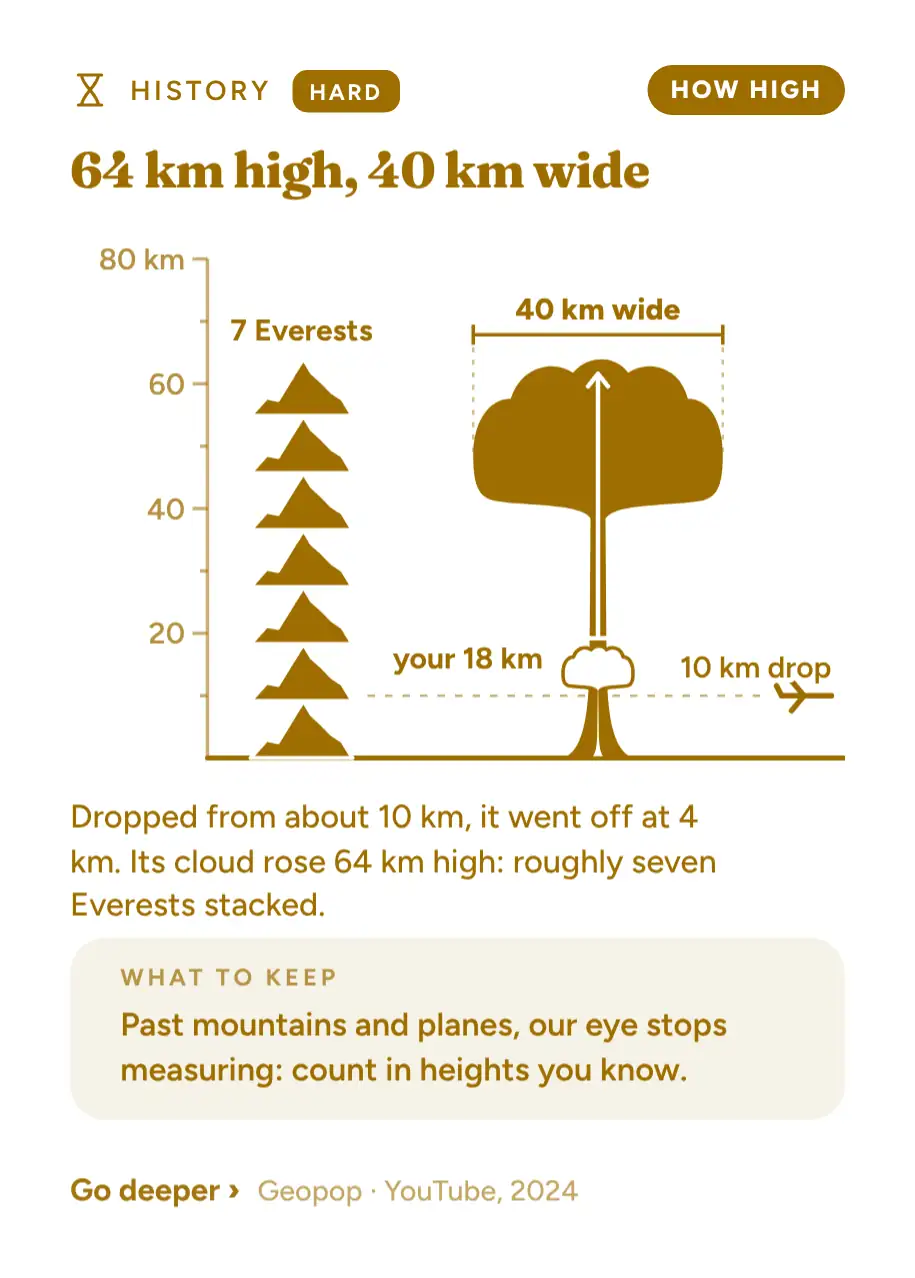 HISTORY HARD HOW HIGH
64 km high, 40 km wide
80 km
60
40
20
7 Everests
40 km wide
your 18 km
10 km drop
Dropped from about 10 km, it went off at 4
km. Its cloud rose 64 km high: roughly seven
Everests stacked.
WHAT TO KEEP
Past mountains and planes, our eye stops
measuring: count in heights you know.
Go deeper › Geopop · YouTube, 2024